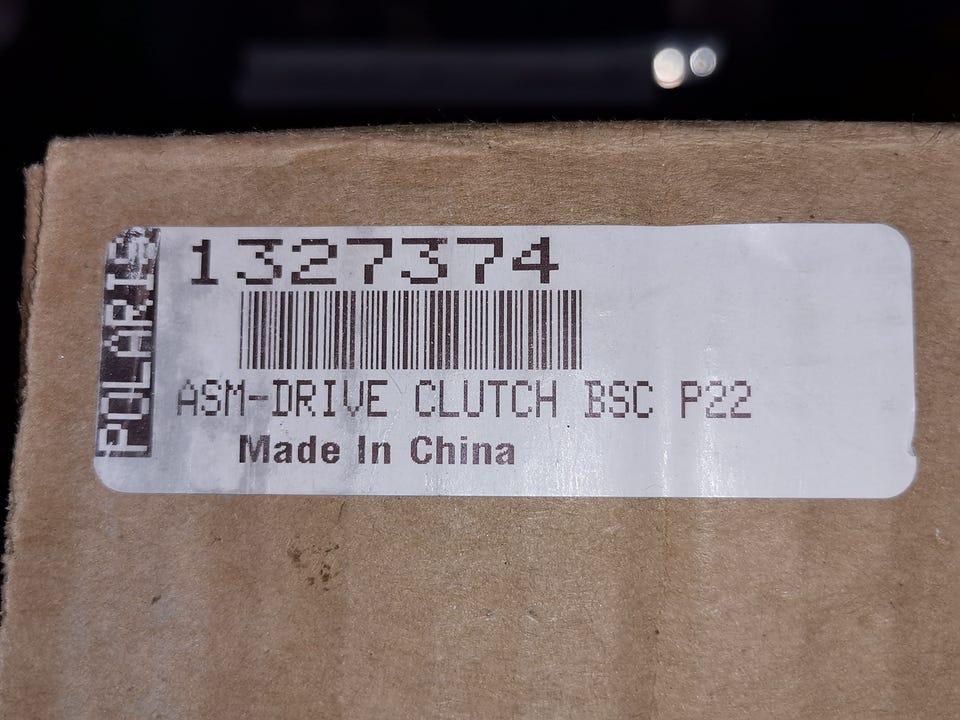 POLARIS
1327374
ASM-DRIVE CLUTCH BSC P22
Made In China